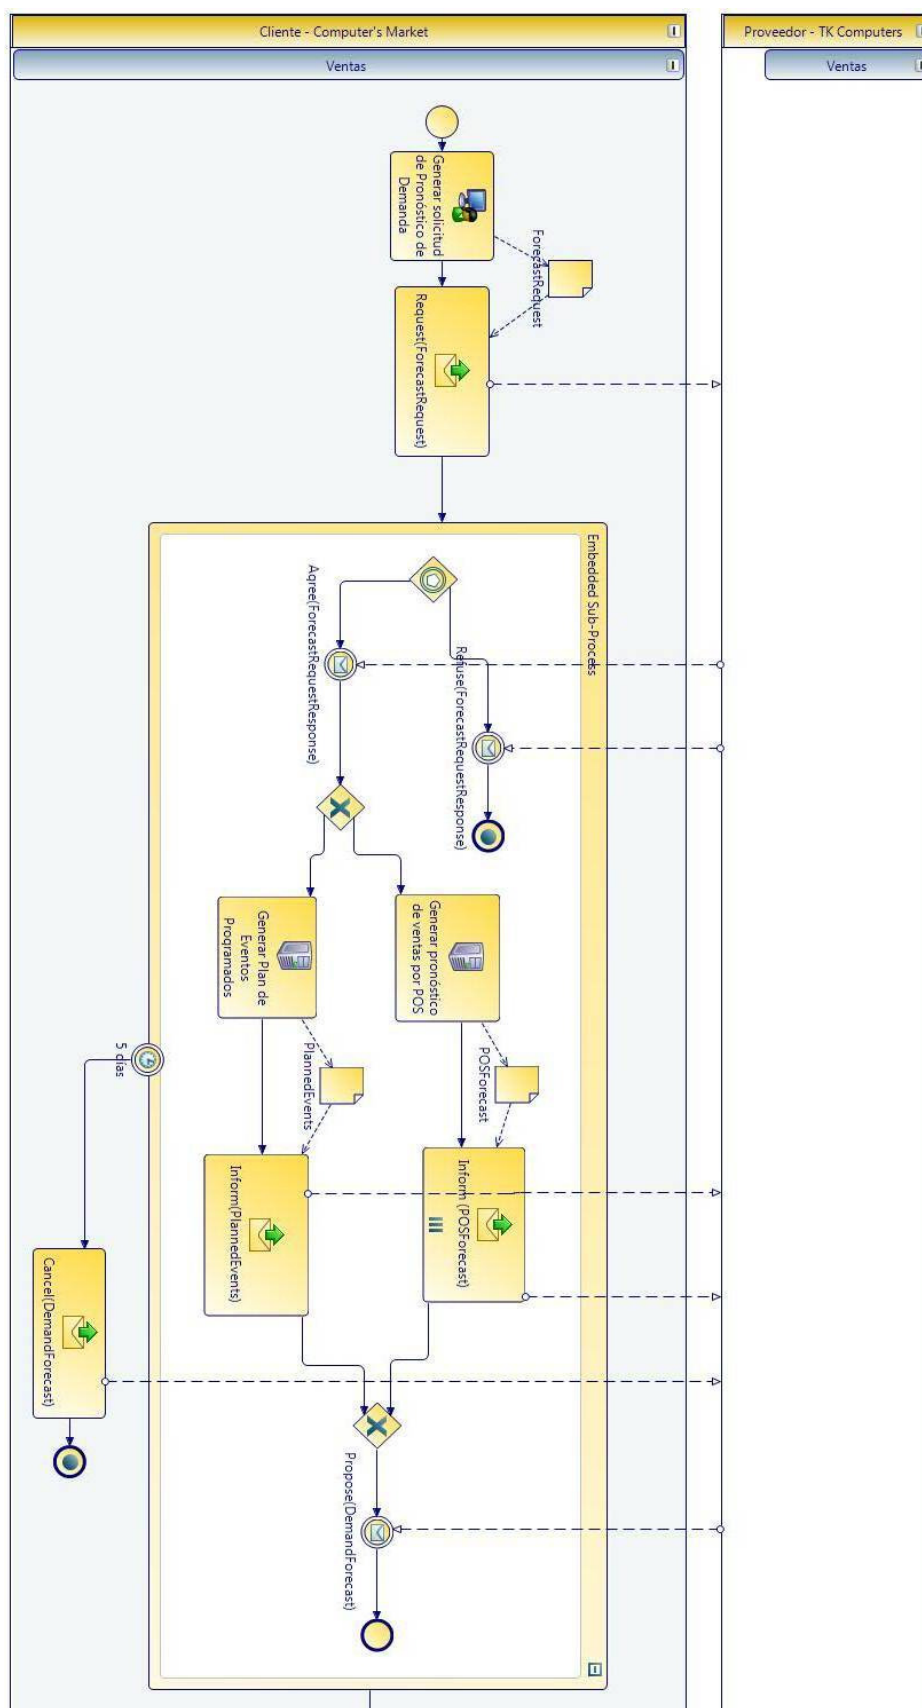 Cliente - Computer's Market
Proveedor - TK Computers
Ventas
Ventas
Generar solicitud
de Pronóstico de
Demanda
ForecastRequest
Request(ForecastRequest)
Embedded Sub-Process
Agree(ForecastRequestResponse)
Refuse(ForecastRequestResponse)
Generar Plan de
Eventos
Programados
Generar pronóstico
de ventas por POS
5 días
PlannedEvents
POSForecast
Inform(PlannedEvents)
Inform (POSForecast)
Cancel(DemandForecast)
Propose(DemandForecast)